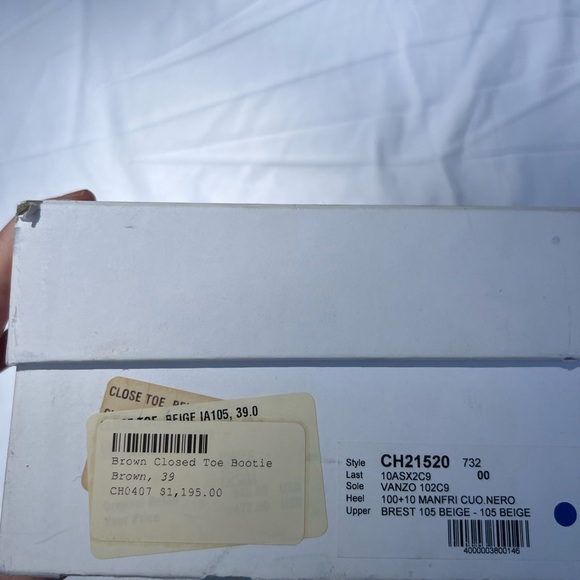 CLOSE TOE
TOE, BEIGE IA105, 39.0
Brown Closed Toe Bootie
Brown, 39
CH0407 $1,195.00
Style CH21520 732
Last 10ASX2C9 00
Sole VANZO 102C9
Heel 100+10 MANFRI CUO.NERO
Upper BREST 105 BEIGE - 105 BEIGE
4000003800146